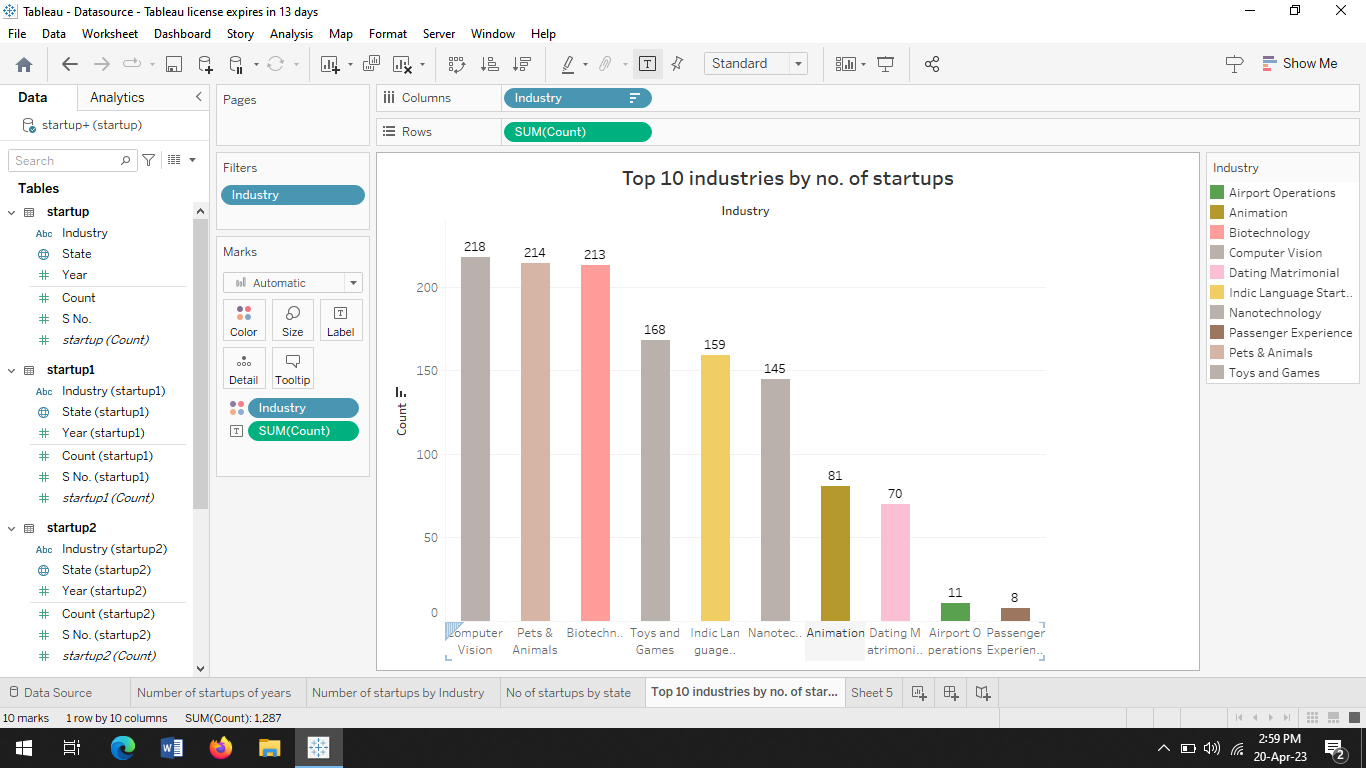 Tableau - Datasource - Tableau license expires in 13 days
File Data Worksheet Dashboard Story Analysis Map Format Server Window Help
Standard
Show Me
Data Analytics
startup+ (startup)
Search
Tables
startup
Abc Industry
State
Year
Count
S No.
startup (Count)
startup1
Abc Industry (startup1)
State (startup1)
Year (startup1)
Count (startup1)
S No. (startup1)
startup1 (Count)
startup2
Abc Industry (startup2)
State (startup2)
Year (startup2)
Count (startup2)
S No. (startup2)
startup2 (Count)
Pages
Filters
Industry
Marks
Automatic
Color Size Label
Detail Tooltip
Industry
SUM(Count)
Columns Industry
Rows SUM(Count)
Top 10 industries by no. of startups
Industry
218 214 213 168 159 145 81 70 11 8
200
150
100
50
0
Count
Computer Vision
Pets & Animals
Biotechn..
Toys and Games
Indic Lan guage..
Nanotec..
Animation
Dating M atrimoni..
Airport O perations
Passenger Experien..
Industry
Airport Operations
Animation
Biotechnology
Computer Vision
Dating Matrimonial
Indic Language Start..
Nanotechnology
Passenger Experience
Pets & Animals
Toys and Games
Data Source Number of startups of years Number of startups by Industry No of startups by state Top 10 industries by no. of star... Sheet 5
10 marks 1 row by 10 columns SUM(Count): 1,287
2:59 PM
20-Apr-23
2